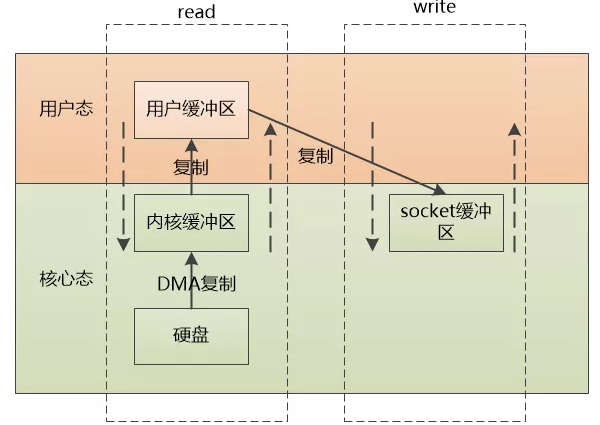 read
write
用户态
用户缓冲区
复制
复制
内核缓冲区
socket缓冲
区
核心态
DMA复制
硬盘